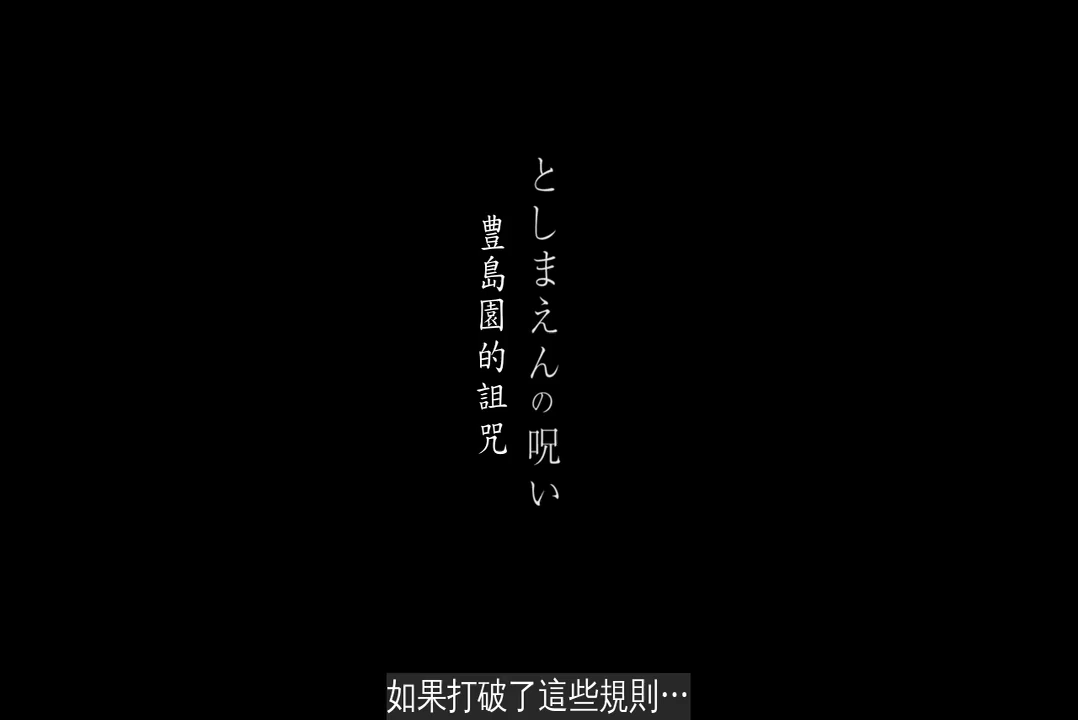 としまえんの呪い
豊島園的詛咒
如果打破了這些規則…